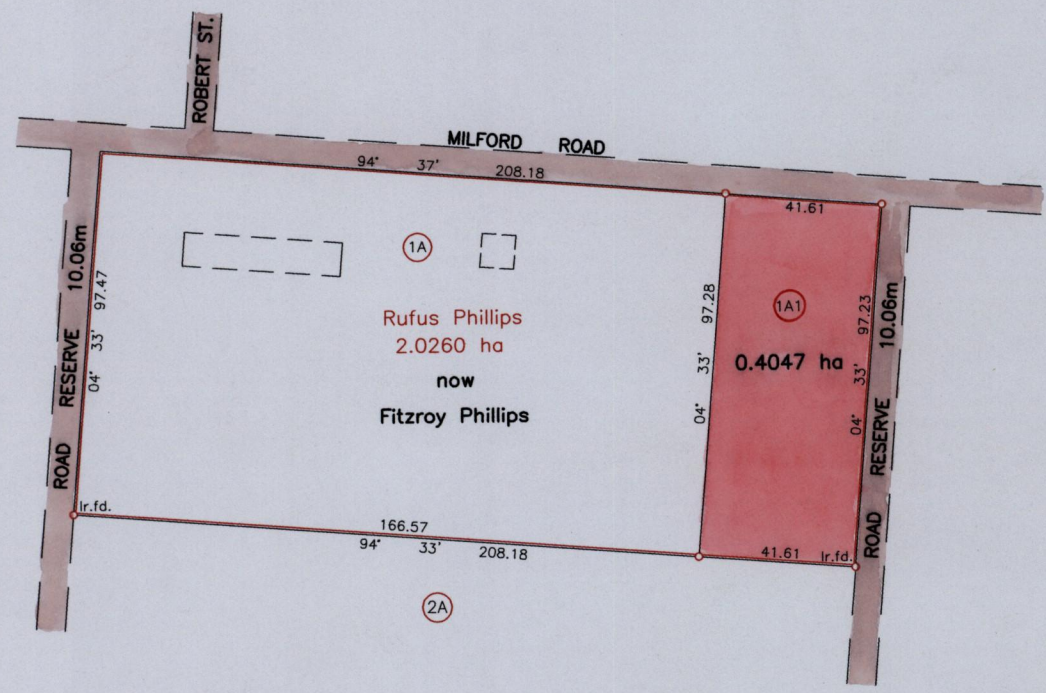 ROBERT ST.
MILFORD ROAD
94° 37' 208.18
41.61
ROAD RESERVE 10.06m
04° 33' 97.47
1A
Rufus Phillips
2.0260 ha
now
Fitzroy Phillips
04° 33' 97.28
1A1
0.4047 ha
04° 33' 97.23
ROAD RESERVE 10.06m
Ir.fd.
166.57
94° 33' 208.18
41.61
Ir.fd.
2A